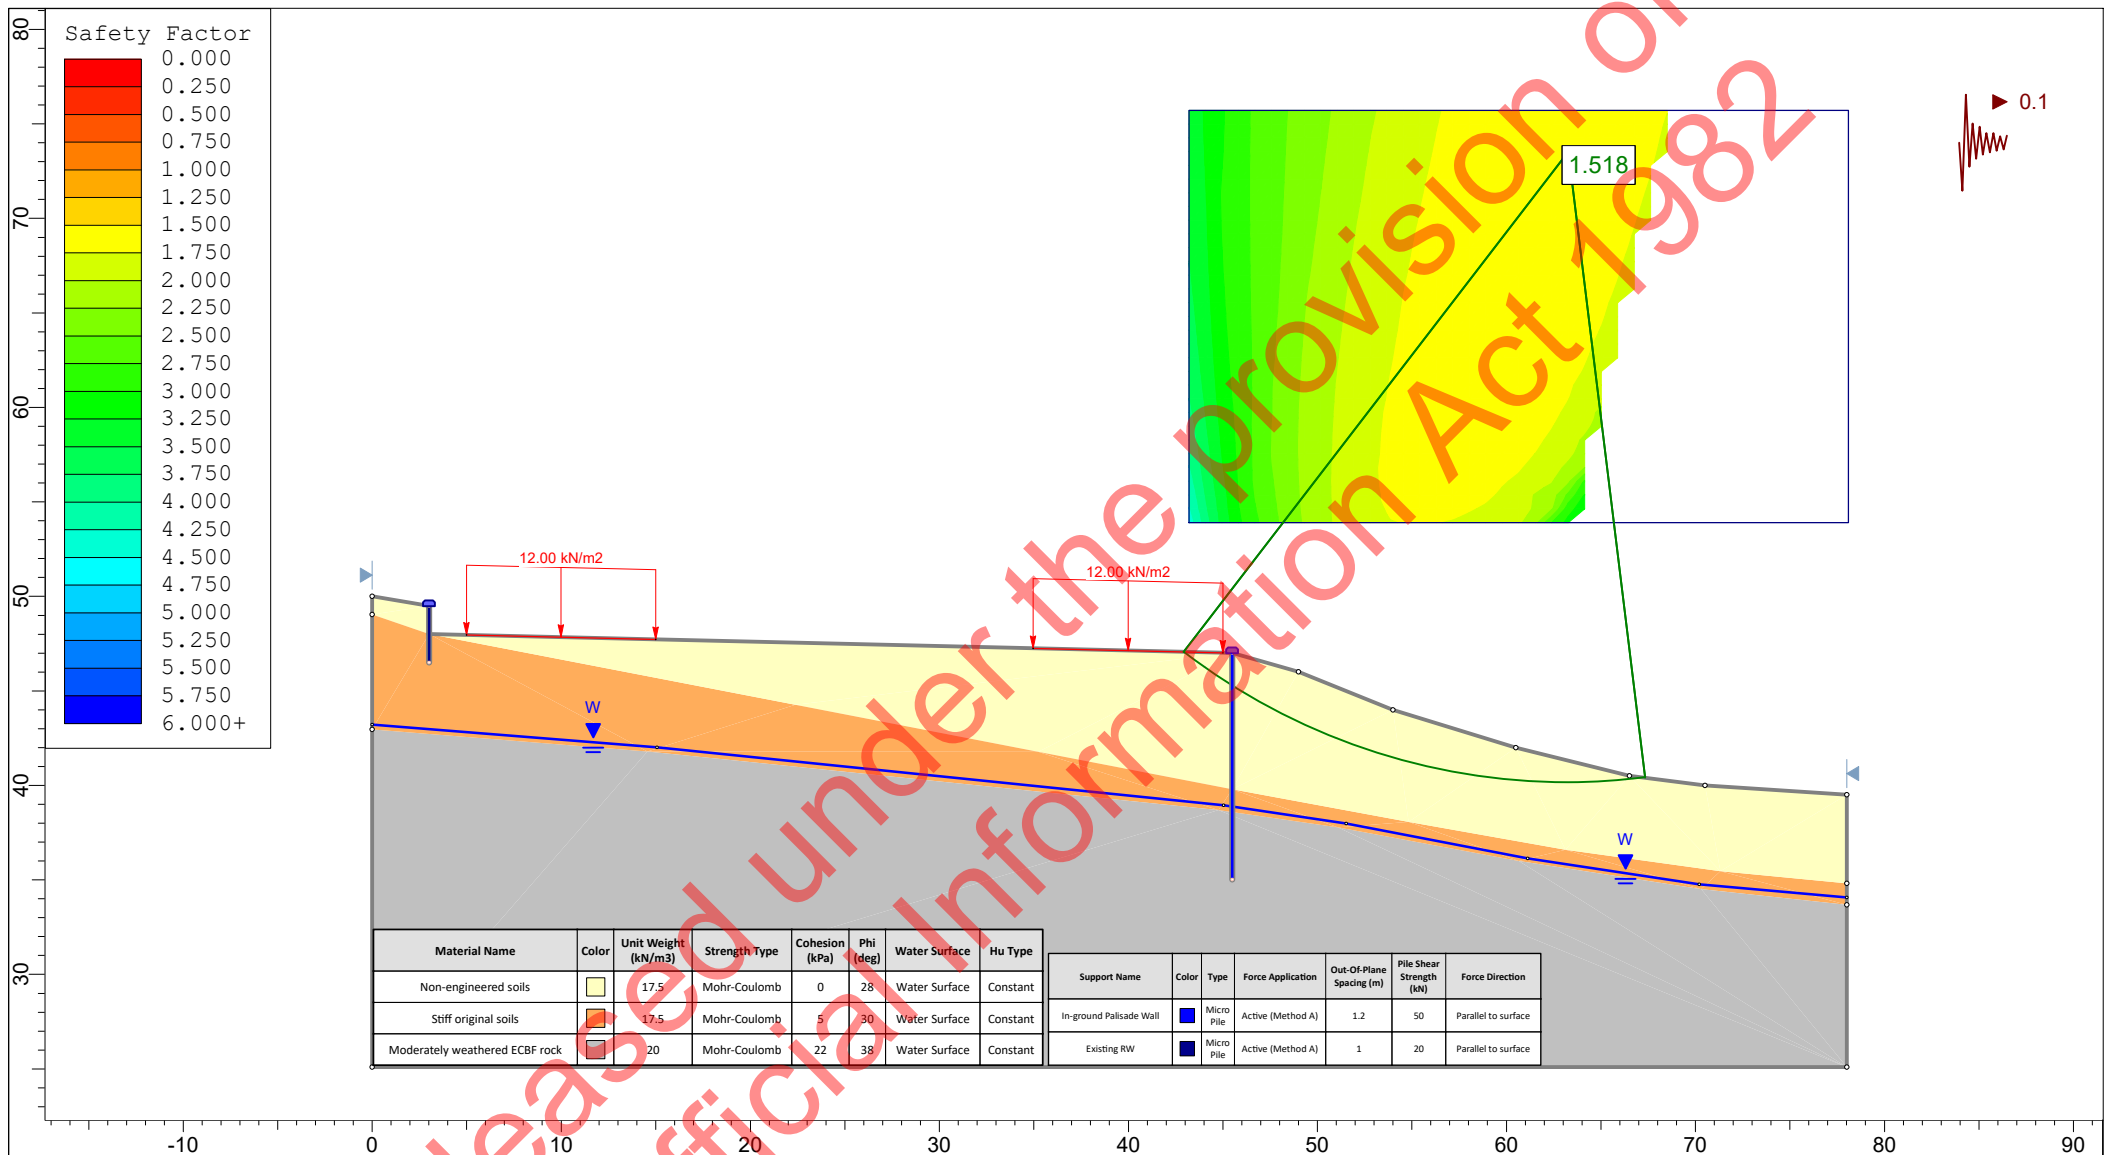 Safety Factor
0.000
0.250
0.500
0.750
1.000
1.250
1.500
1.750
2.000
2.250
2.500
2.750
3.000
3.250
3.500
3.750
4.000
4.250
4.500
4.750
5.000
5.250
5.500
5.750
6.000+
80
70
60
50
40
30
0.1
1.518
12.00 kN/m2
12.00 kN/m2
W
W
Material Name Color Unit Weight (kN/m3) Strength Type Cohesion (kPa) Phi (deg) Water Surface Hu Type
Non-engineered soils 17.5 Mohr-Coulomb 0 28 Water Surface Constant
Stiff original soils 17.5 Mohr-Coulomb 5 30 Water Surface Constant
Moderately weathered ECBF rock 20 Mohr-Coulomb 22 38 Water Surface Constant
Support Name Color Type Force Application Out-Of-Plane Spacing (m) Pile Shear Strength (kN) Force Direction
In-ground Palisade Wall Micro Pile Active (Method A) 1.2 50 Parallel to surface
Existing RW Micro Pile Active (Method A) 1 20 Parallel to surface
-10 0 10 20 30 40 50 60 70 80 90
eased under the provision of
fficial Information Act 1982